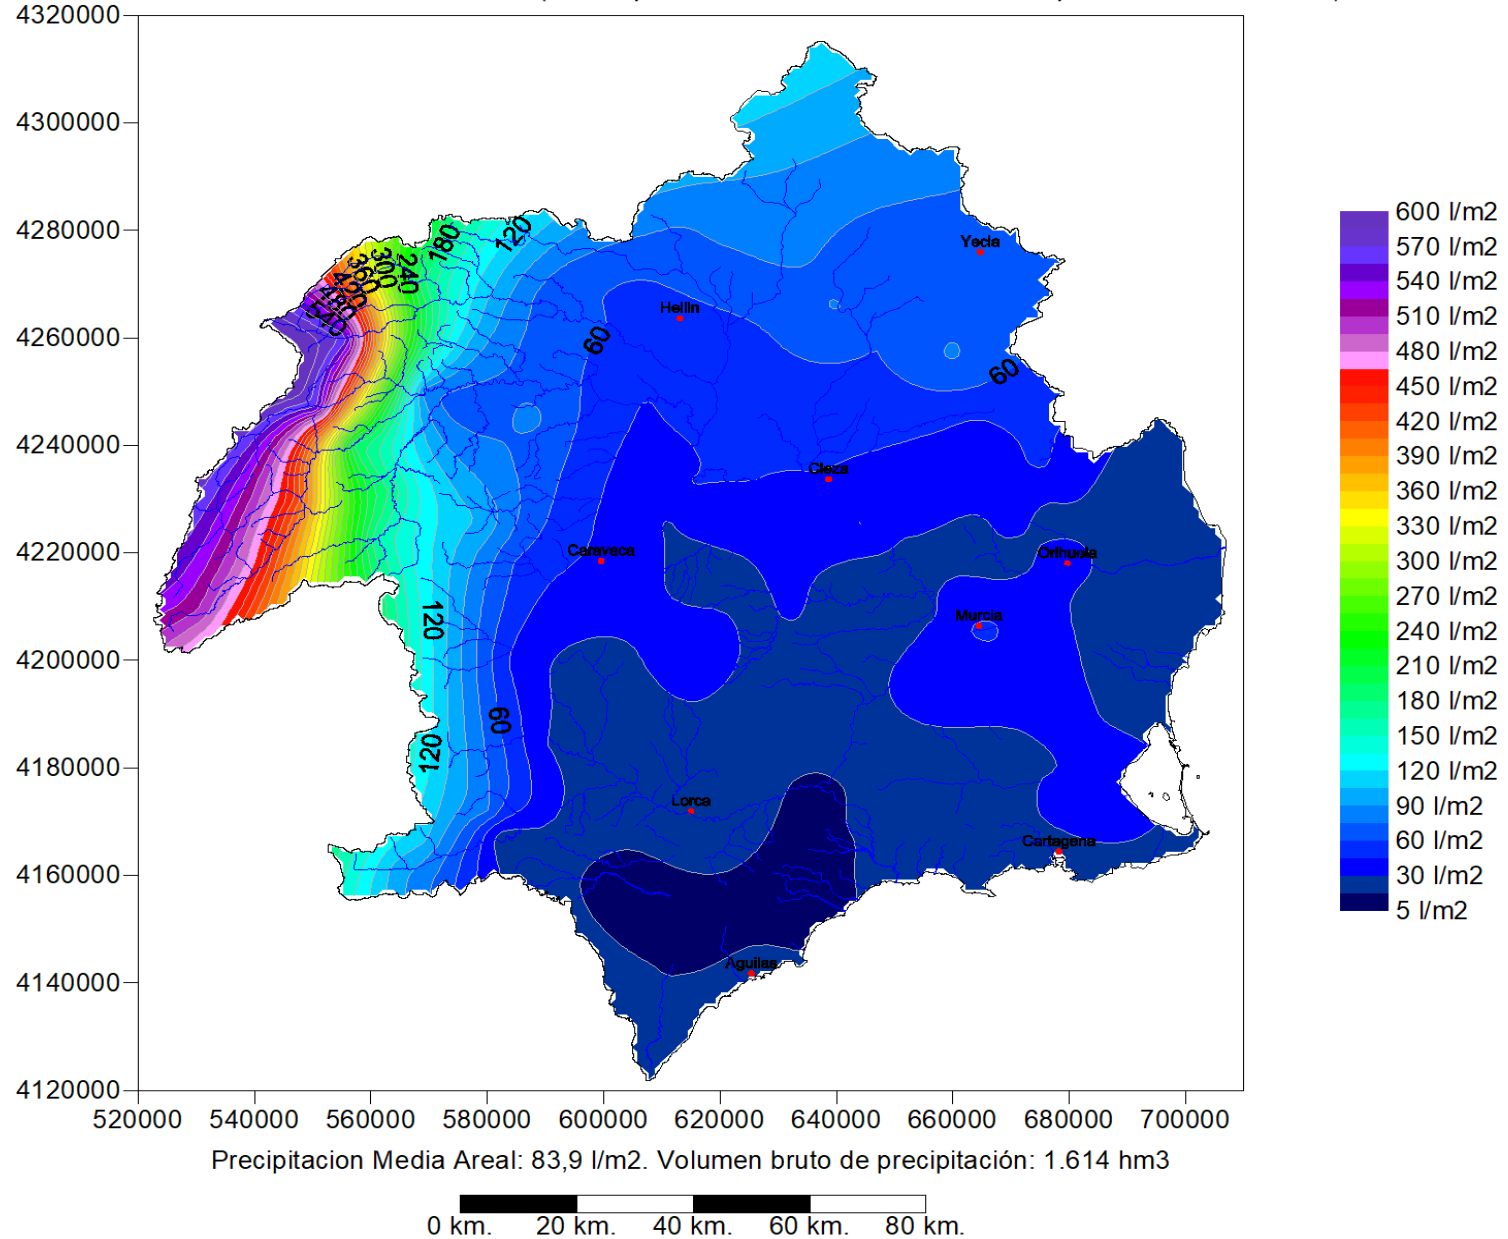 4320000
4300000
4280000
4260000
4240000
4220000
4200000
4180000
4160000
4140000
4120000
520000 540000 560000 580000 600000 620000 640000 660000 680000 700000
180
120
240
300
360
420
480
540
60
60
120
60
120
Yecla
Hellin
Cieza
Caravaca
Orihuela
Murcia
Lorca
Cartagena
Aguilas
600 l/m2
570 l/m2
540 l/m2
510 l/m2
480 l/m2
450 l/m2
420 l/m2
390 l/m2
360 l/m2
330 l/m2
300 l/m2
270 l/m2
240 l/m2
210 l/m2
180 l/m2
150 l/m2
120 l/m2
90 l/m2
60 l/m2
30 l/m2
5 l/m2
Precipitacion Media Areal: 83,9 l/m2. Volumen bruto de precipitación: 1.614 hm3
0 km. 20 km. 40 km. 60 km. 80 km.